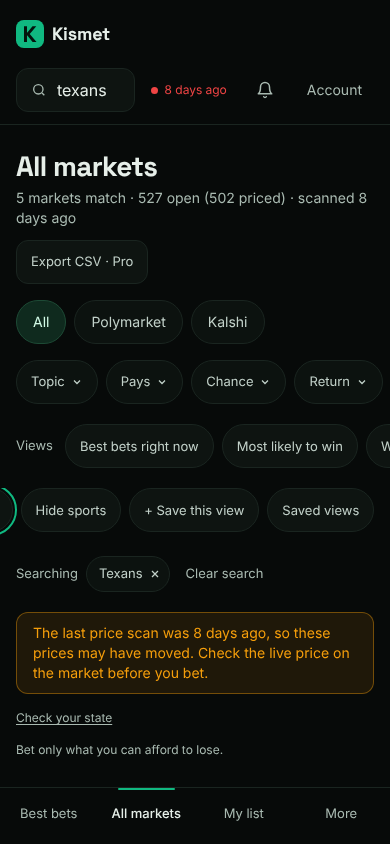 K Kismet
texans
8 days ago
Account
All markets
5 markets match · 527 open (502 priced) · scanned 8
days ago
Export CSV · Pro
All Polymarket Kalshi
Topic Pays Chance Return
Views Best bets right now Most likely to win
Hide sports + Save this view Saved views
Searching Texans × Clear search
The last price scan was 8 days ago, so these
prices may have moved. Check the live price on
the market before you bet.
Check your state
Bet only what you can afford to lose.
Best bets All markets My list More